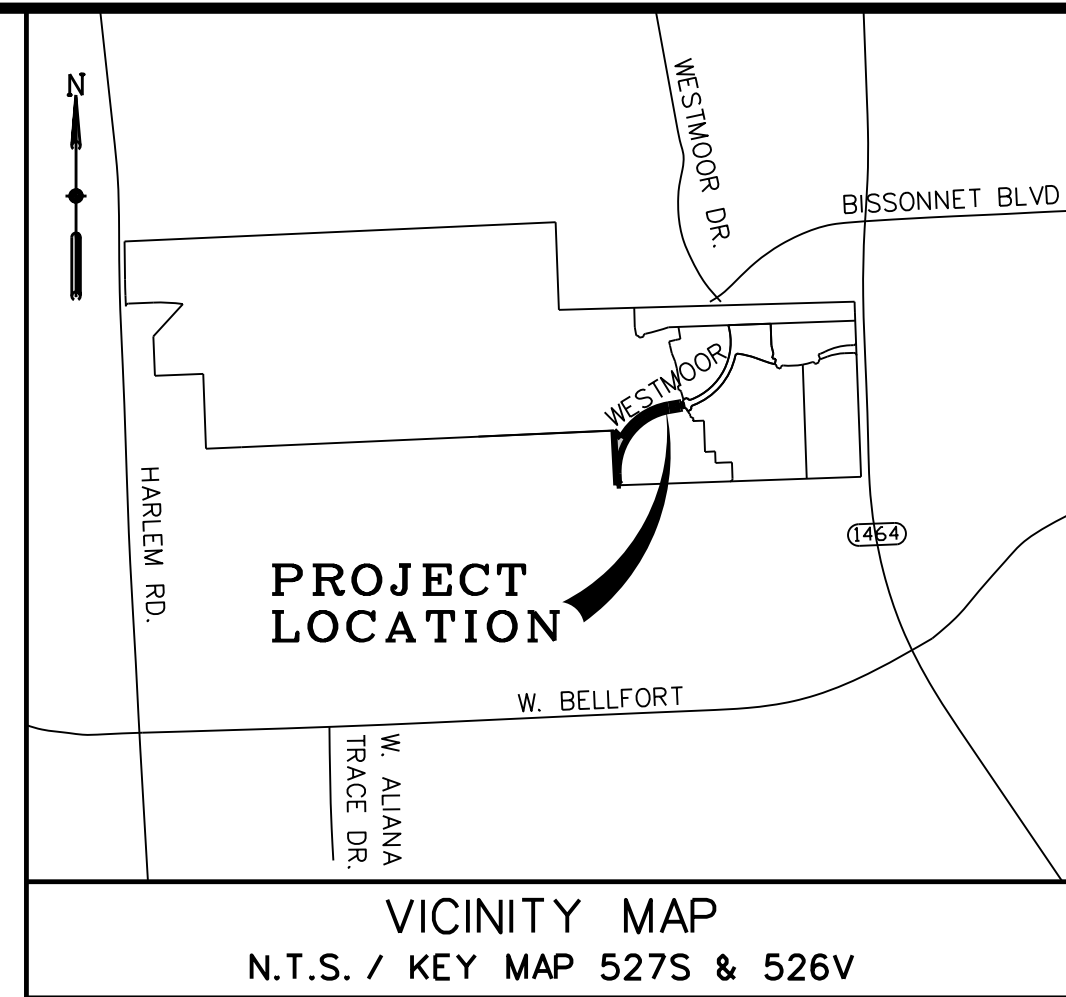 N
WESTMOOR DR.
BISSONNET BLVD
WESTMOOR
HARLEM RD.
1464
PROJECT
LOCATION
W. BELLFORT
W. ALIANA
TRACE DR.
VICINITY MAP
N.T.S. / KEY MAP 527S & 526V